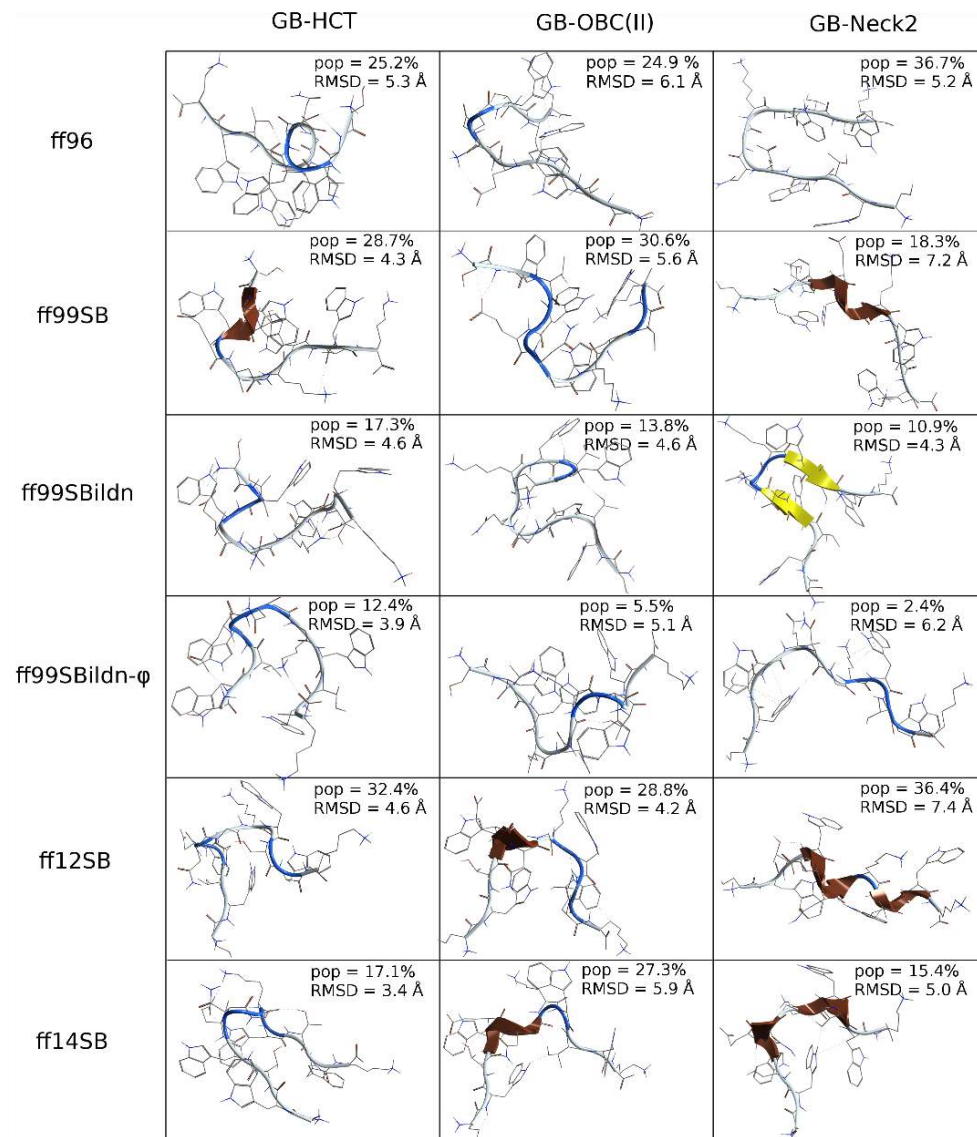 GB-HCT GB-OBC(II) GB-Neck2
ff96
pop = 25.2%
RMSD = 5.3 Å
pop = 24.9 %
RMSD = 6.1 Å
pop = 36.7%
RMSD = 5.2 Å
ff99SB
pop = 28.7%
RMSD = 4.3 Å
pop = 30.6%
RMSD = 5.6 Å
pop = 18.3%
RMSD = 7.2 Å
ff99SBildn
pop = 17.3%
RMSD = 4.6 Å
pop = 13.8%
RMSD = 4.6 Å
pop = 10.9%
RMSD =4.3 Å
ff99SBildn-φ
pop = 12.4%
RMSD = 3.9 Å
pop = 5.5%
RMSD = 5.1 Å
pop = 2.4%
RMSD = 6.2 Å
ff12SB
pop = 32.4%
RMSD = 4.6 Å
pop = 28.8%
RMSD = 4.2 Å
pop = 36.4%
RMSD = 7.4 Å
ff14SB
pop = 17.1%
RMSD = 3.4 Å
pop = 27.3%
RMSD = 5.9 Å
pop = 15.4%
RMSD = 5.0 Å